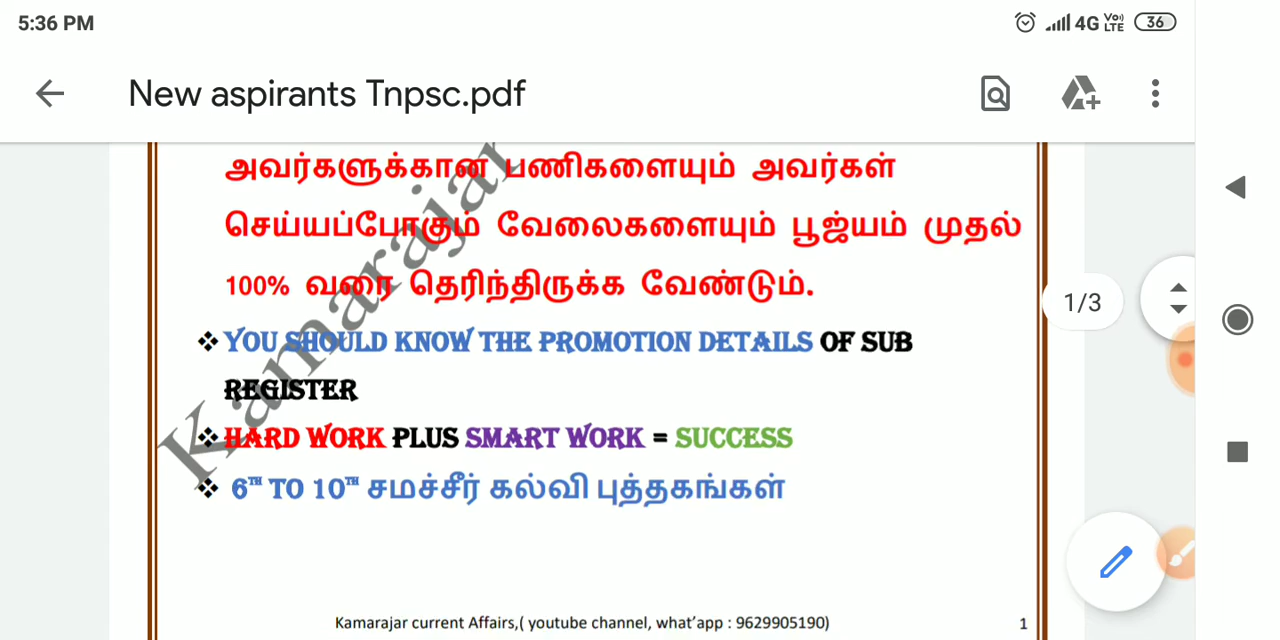 5:36 PM
4G Vo)) LTE 36
New aspirants Tnpsc.pdf
அவர்களுக்கான பணிகளையும் அவர்கள்
செய்யப்போகும் வேலைகளையும் பூஜ்யம் முதல்
100% வரை தெரிந்திருக்க வேண்டும்.
1/3
❖ YOU SHOULD KNOW THE PROMOTION DETAILS OF SUB
REGISTER
❖ HARD WORK PLUS SMART WORK = SUCCESS
❖ 6TH TO 10TH சமச்சீர் கல்வி புத்தகங்கள்
Kamarajar
Kamarajar current Affairs,( youtube channel, what'app : 9629905190)
1